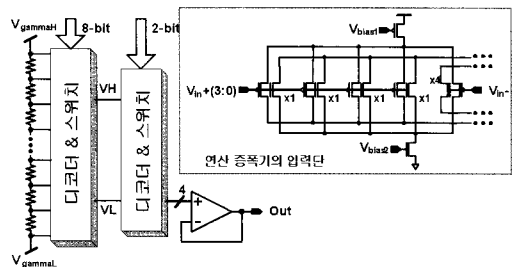 V_gammaH
8-bit
2-bit
디코더 & 스위치
VH
VL
디코더 & 스위치
4
+
-
Out
V_gammaL
V_bias1
V_in+(3:0)
x1
x1
x1
x1
x4
V_in-
V_bias2
연산 증폭기의 입력단